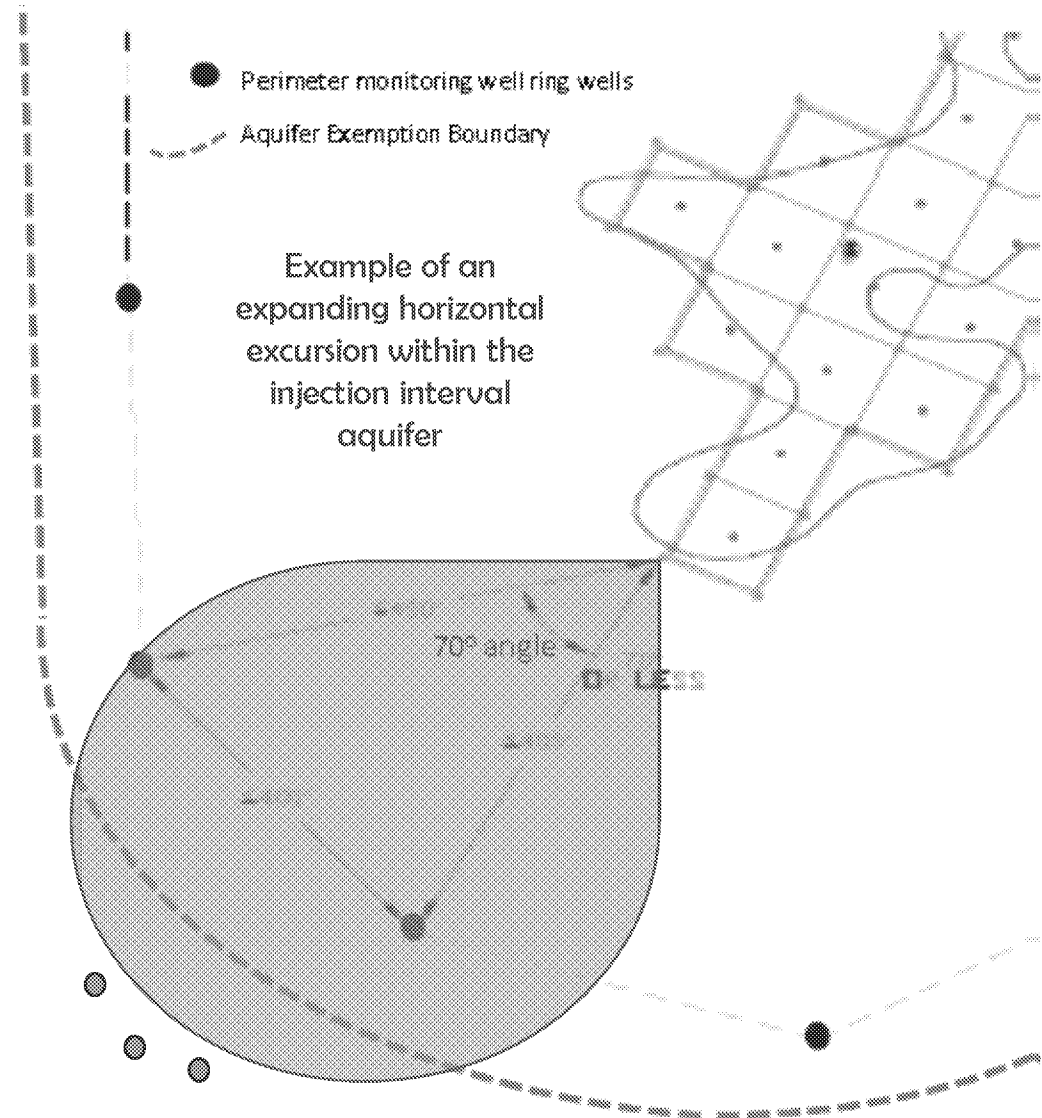 Perimeter monitoring well ring wells
Aquifer Exemption Boundary
Example of an
expanding horizontal
excursion within the
injection interval
aquifer
70° angle